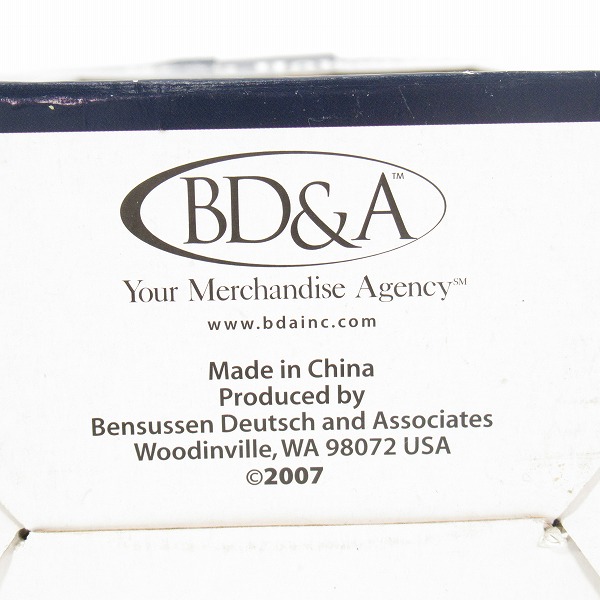 BD&A™
Your Merchandise Agency℠
www.bdainc.com
Made in China
Produced by
Bensussen Deutsch and Associates
Woodinville, WA 98072 USA
©2007